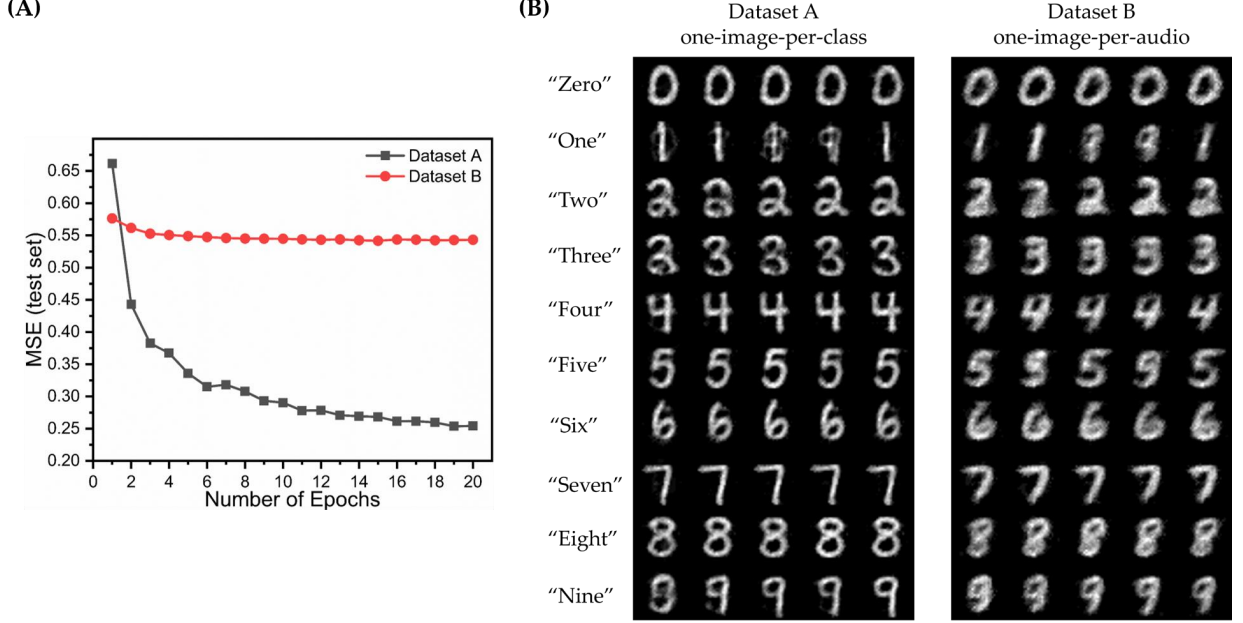 (A)
MSE (test set)
0.65
0.60
0.55
0.50
0.45
0.40
0.35
0.30
0.25
0.20
0 2 4 6 8 10 12 14 16 18 20
Number of Epochs
Dataset A
Dataset B
(B)
Dataset A
one-image-per-class
Dataset B
one-image-per-audio
“Zero”
“One”
“Two”
“Three”
“Four”
“Five”
“Six”
“Seven”
“Eight”
“Nine”